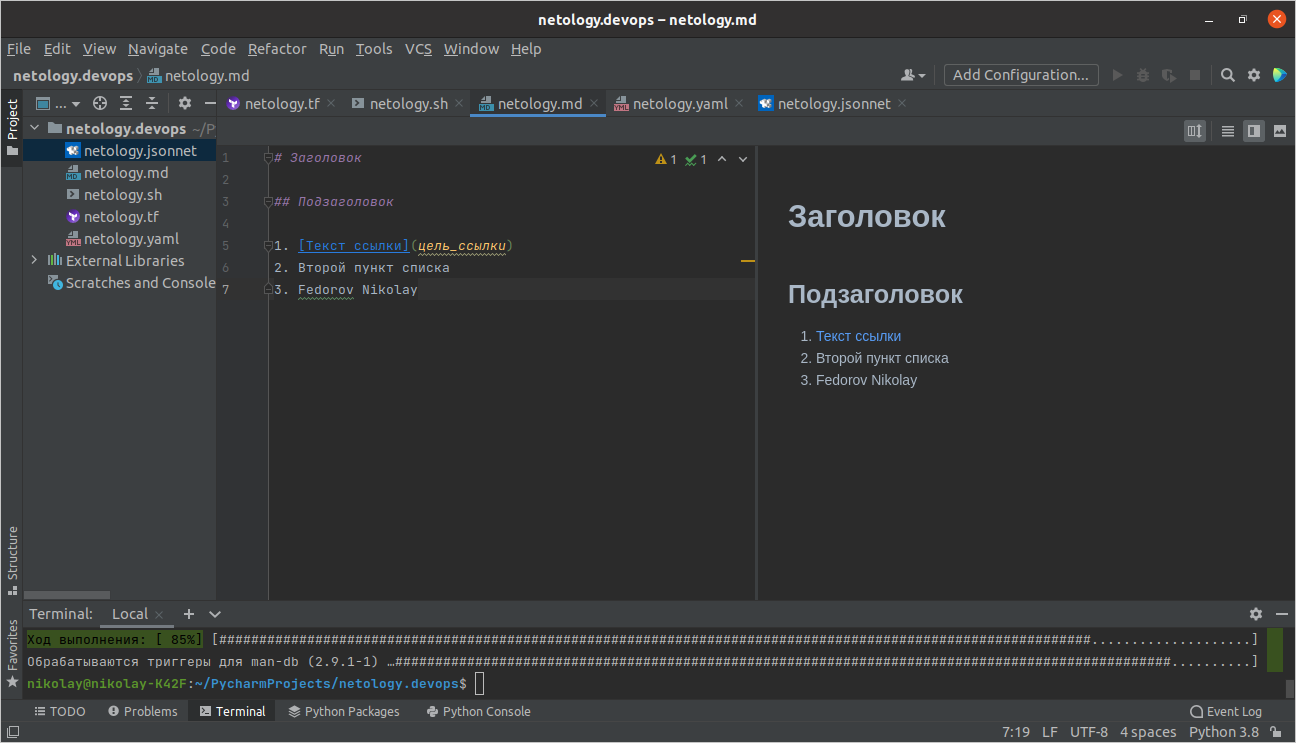 netology.devops – netology.md
File Edit View Navigate Code Refactor Run Tools VCS Window Help
netology.devops netology.md Add Configuration...
Project
... netology.tf netology.sh netology.md netology.yaml netology.jsonnet
netology.devops ~/P
netology.jsonnet
netology.md
netology.sh
netology.tf
netology.yaml
External Libraries
Scratches and Console
1 # Заголовок 1 1
2
3 ## Подзаголовок
4
5 1. [Текст ссылки](цель_ссылки)
6 2. Второй пункт списка
7 3. Fedorov Nikolay
Заголовок
Подзаголовок
1. Текст ссылки
2. Второй пункт списка
3. Fedorov Nikolay
Structure
Favorites
Terminal: Local
Ход выполнения: [ 85%] [#############################################################################################################....................]
Обрабатываются триггеры для man-db (2.9.1-1) …#################################################################################################..........]
nikolay@nikolay-K42F:~/PycharmProjects/netology.devops$
TODO Problems Terminal Python Packages Python Console Event Log
7:19 LF UTF-8 4 spaces Python 3.8